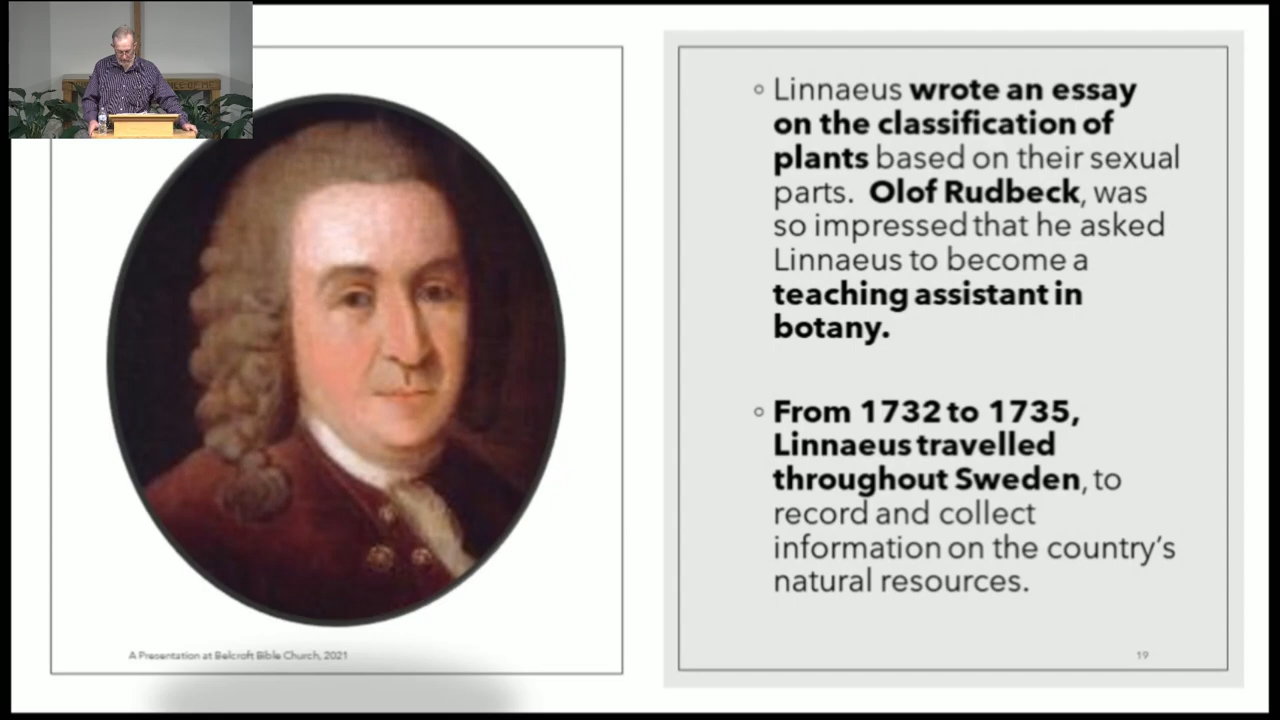 Linnaeus wrote an essay
on the classification of
plants based on their sexual
parts. Olof Rudbeck, was
so impressed that he asked
Linnaeus to become a
teaching assistant in
botany.
From 1732 to 1735,
Linnaeus travelled
throughout Sweden, to
record and collect
information on the country's
natural resources.
A Presentation at Belcroft Bible Church, 2021
19